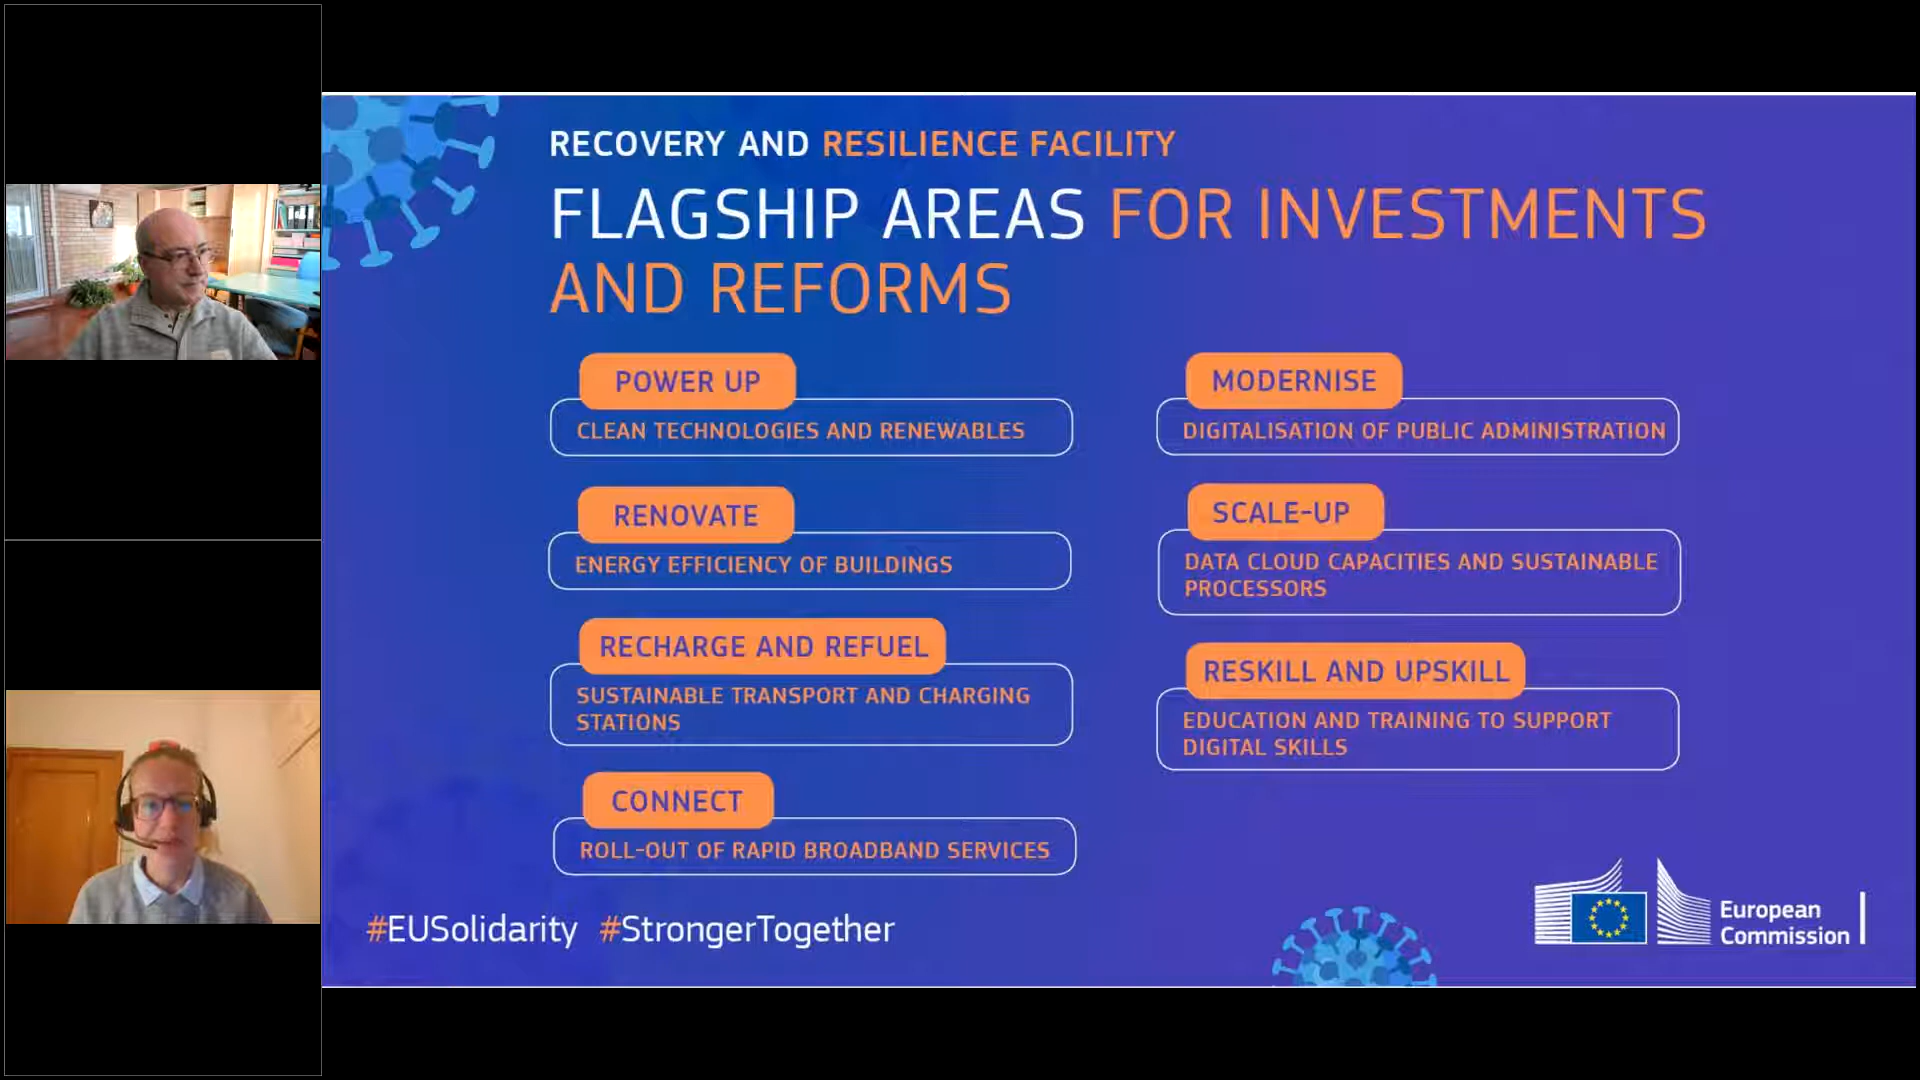 RECOVERY AND RESILIENCE FACILITY
FLAGSHIP AREAS FOR INVESTMENTS
AND REFORMS
POWER UP
CLEAN TECHNOLOGIES AND RENEWABLES
RENOVATE
ENERGY EFFICIENCY OF BUILDINGS
RECHARGE AND REFUEL
SUSTAINABLE TRANSPORT AND CHARGING
STATIONS
CONNECT
ROLL-OUT OF RAPID BROADBAND SERVICES
MODERNISE
DIGITALISATION OF PUBLIC ADMINISTRATION
SCALE-UP
DATA CLOUD CAPACITIES AND SUSTAINABLE
PROCESSORS
RESKILL AND UPSKILL
EDUCATION AND TRAINING TO SUPPORT
DIGITAL SKILLS
#EUSolidarity #StrongerTogether
European
Commission